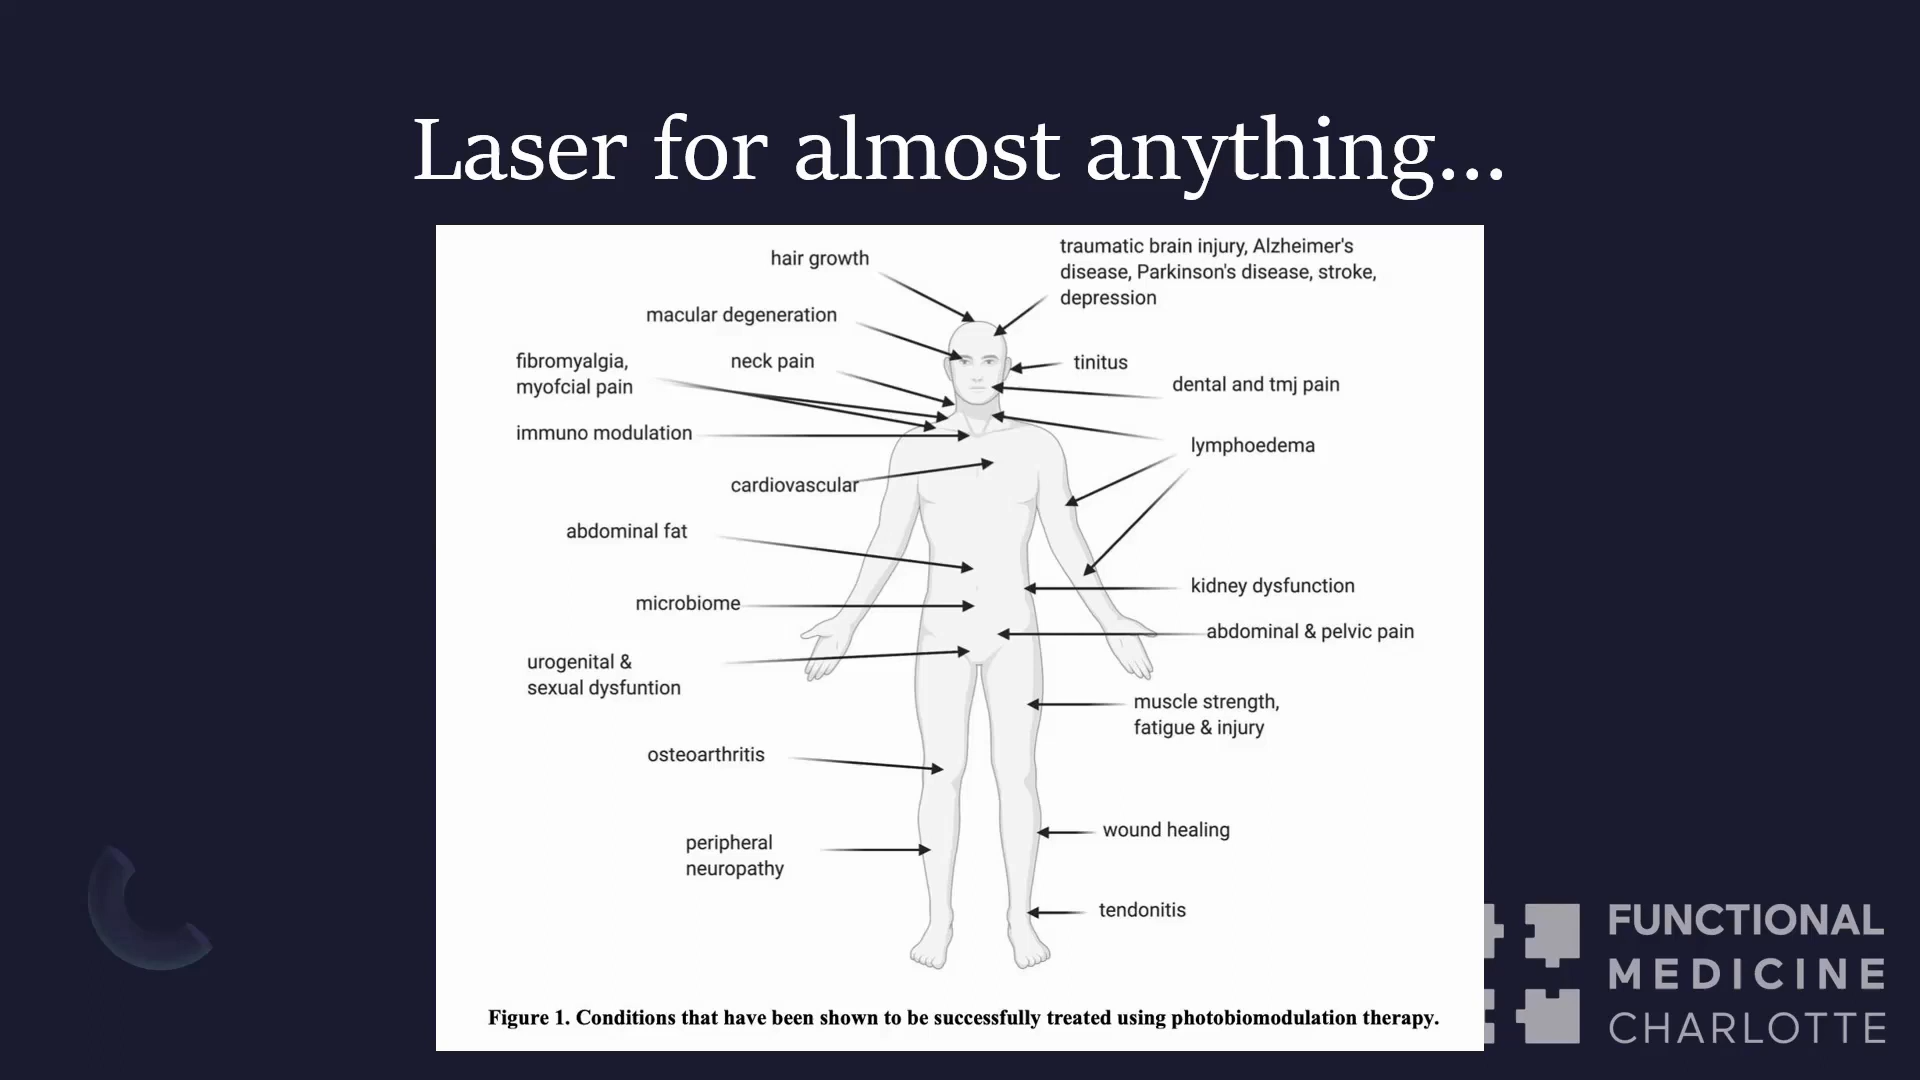 Laser for almost anything...
hair growth
traumatic brain injury, Alzheimer's
disease, Parkinson's disease, stroke,
depression
macular degeneration
fibromyalgia,
myofcial pain
neck pain
tinitus
dental and tmj pain
immuno modulation
lymphoedema
cardiovascular
abdominal fat
kidney dysfunction
microbiome
abdominal & pelvic pain
urogenital &
sexual dysfuntion
muscle strength,
fatigue & injury
osteoarthritis
peripheral
neuropathy
wound healing
tendonitis
Figure 1. Conditions that have been shown to be successfully treated using photobiomodulation therapy.
FUNCTIONAL
MEDICINE
CHARLOTTE